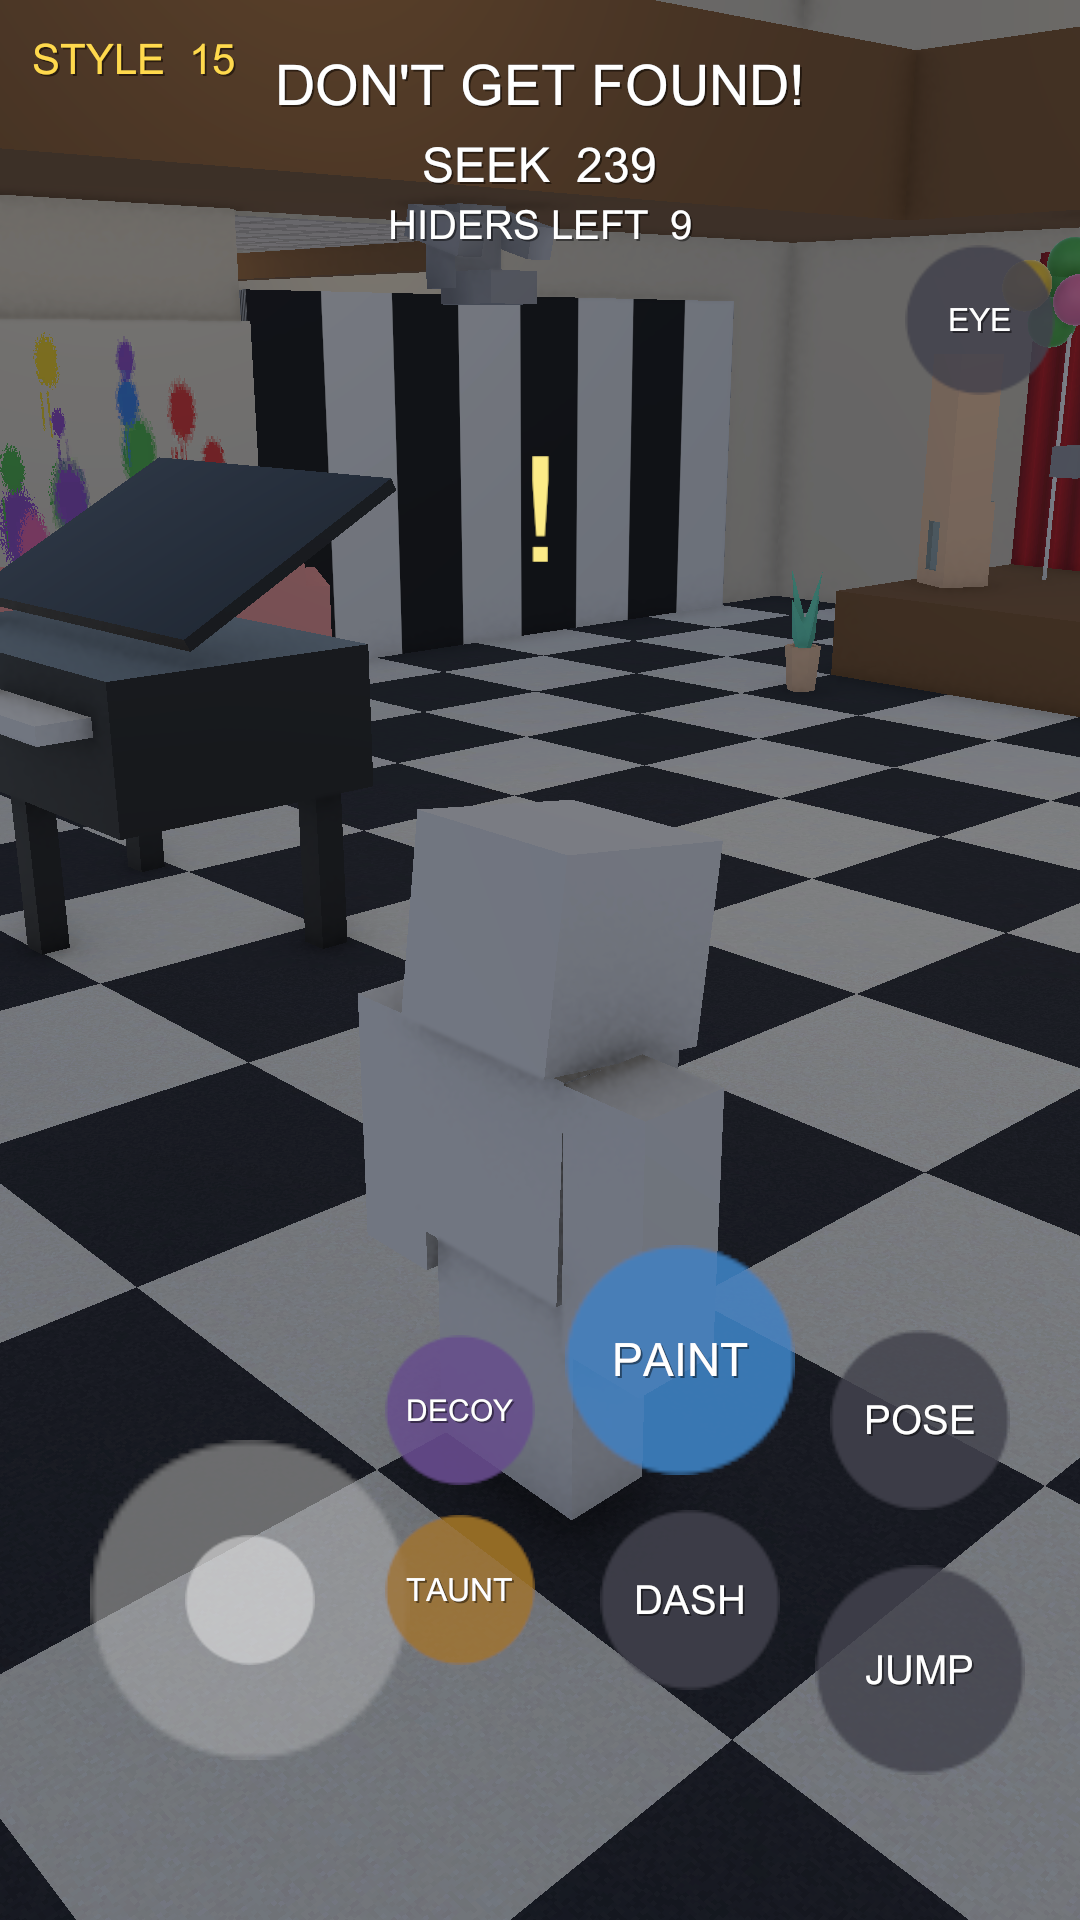 STYLE 15
DON'T GET FOUND!
SEEK 239
HIDERS LEFT 9
EYE
!
PAINT
DECOY
POSE
TAUNT
DASH
JUMP